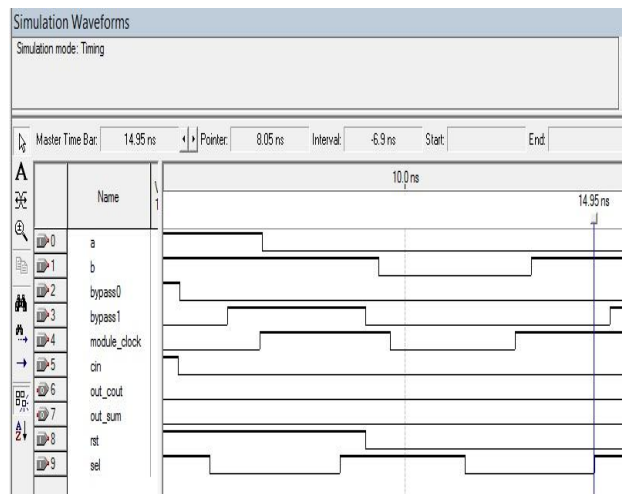 Simulation Waveforms
Simulation mode: Timing
Master Time Bar: 14.95 ns Pointer: 8.05 ns Interval: -6.9 ns Start: End:
Name
10.0 ns
14.95 ns
0 a
1 b
2 bypass0
3 bypass1
4 module_clock
5 cin
6 out_cout
7 out_sum
8 rst
9 sel